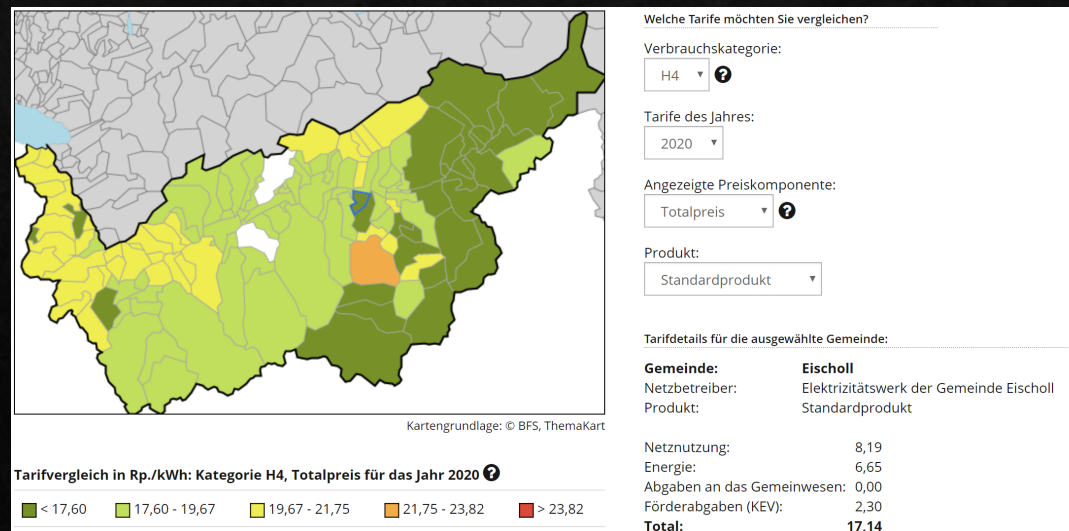 Welche Tarife möchten Sie vergleichen?
Verbrauchskategorie:
H4 ?
Tarife des Jahres:
2020
Angezeigte Preiskomponente:
Totalpreis ?
Produkt:
Standardprodukt
Tarifdetails für die ausgewählte Gemeinde:
Gemeinde: Eischoll
Netzbetreiber: Elektrizitätswerk der Gemeinde Eischoll
Produkt: Standardprodukt
Netznutzung: 8,19
Energie: 6,65
Abgaben an das Gemeinwesen: 0,00
Förderabgaben (KEV): 2,30
Total: 17,14
Kartengrundlage: © BFS, ThemaKart
Tarifvergleich in Rp./kWh: Kategorie H4, Totalpreis für das Jahr 2020 ?
< 17,60 17,60 - 19,67 19,67 - 21,75 21,75 - 23,82 > 23,82